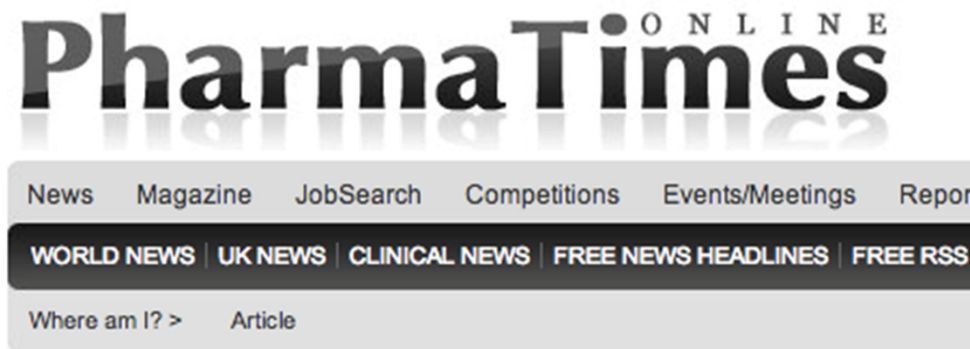 PharmaTimes
ONLINE
News Magazine JobSearch Competitions Events/Meetings Repor
WORLD NEWS | UK NEWS | CLINICAL NEWS | FREE NEWS HEADLINES | FREE RSS
Where am I? > Article